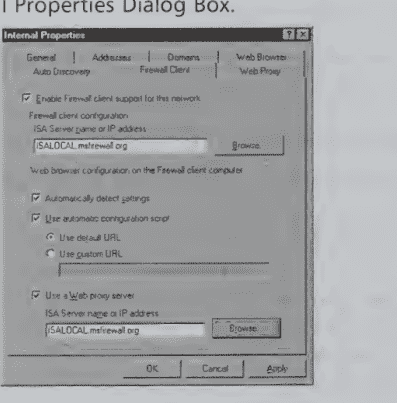 l Properties Dialog Box.
Internal Properties
General Addresses Domains Web Browser
Auto Discovery Firewall Client Web Proxy
Enable Firewall client support for this network
Firewall client configuration
ISA Server name or IP address
ISALOCAL.msfirewall.org Browse...
Web browser configuration on the Firewall client computer
Automatically detect settings
Use automatic configuration script
Use default URL
Use custom URL
Use a Web proxy server
ISA Server name or IP address
ISALOCAL.msfirewall.org Browse...
OK Cancel Apply